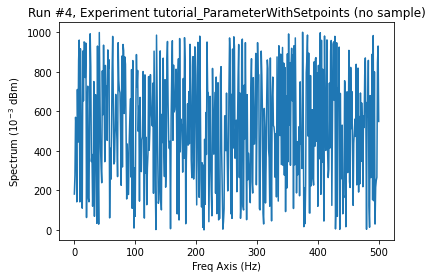 Run #4, Experiment tutorial_ParameterWithSetpoints (no sample)
1000
800
600
400
200
0
Spectrum (10⁻³ dBm)
0 100 200 300 400 500
Freq Axis (Hz)